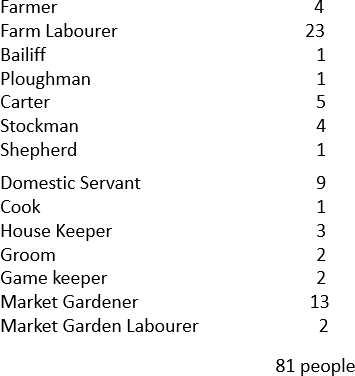 Farmer 4
Farm Labourer 23
Bailiff 1
Ploughman 1
Carter 5
Stockman 4
Shepherd 1
Domestic Servant 9
Cook 1
House Keeper 3
Groom 2
Game keeper 2
Market Gardener 13
Market Garden Labourer 2
81 people